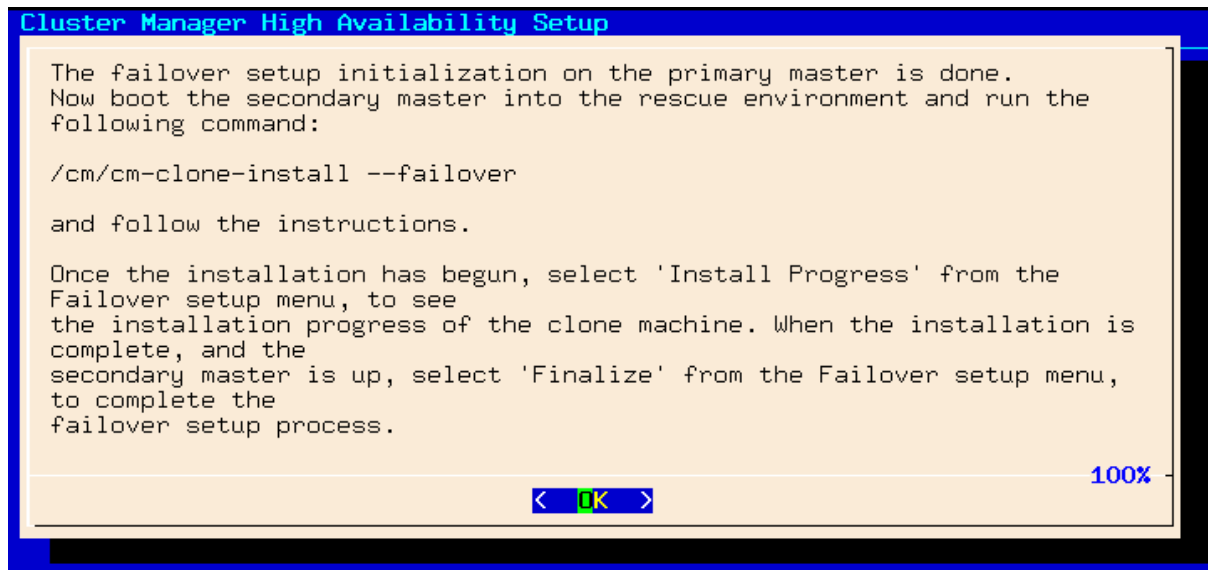 Cluster Manager High Availability Setup
The failover setup initialization on the primary master is done.
Now boot the secondary master into the rescue environment and run the
following command:
/cm/cm-clone-install --failover
and follow the instructions.
Once the installation has begun, select 'Install Progress' from the
Failover setup menu, to see
the installation progress of the clone machine. When the installation is
complete, and the
secondary master is up, select 'Finalize' from the Failover setup menu,
to complete the
failover setup process.
100%
< OK >